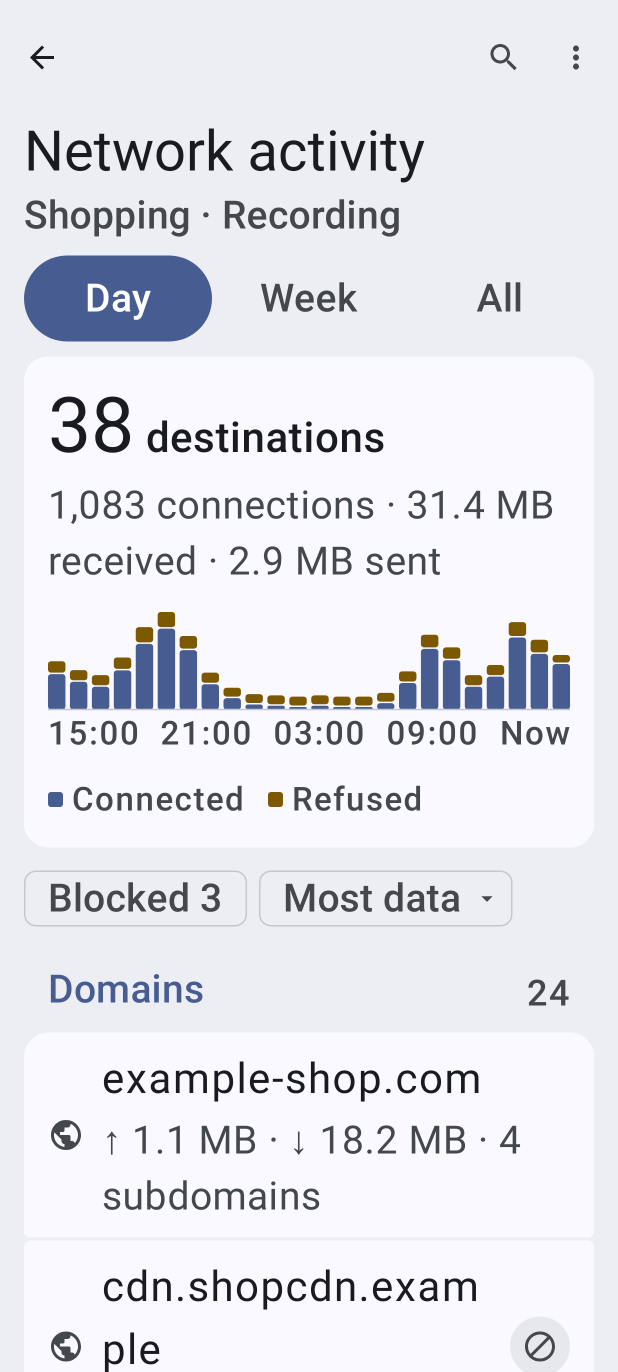 Network activity
Shopping · Recording
Day Week All
38 destinations
1,083 connections · 31.4 MB
received · 2.9 MB sent
15:00 21:00 03:00 09:00 Now
Connected Refused
Blocked 3 Most data
Domains 24
example-shop.com
↑ 1.1 MB · ↓ 18.2 MB · 4
subdomains
cdn.shopcdn.exam
ple